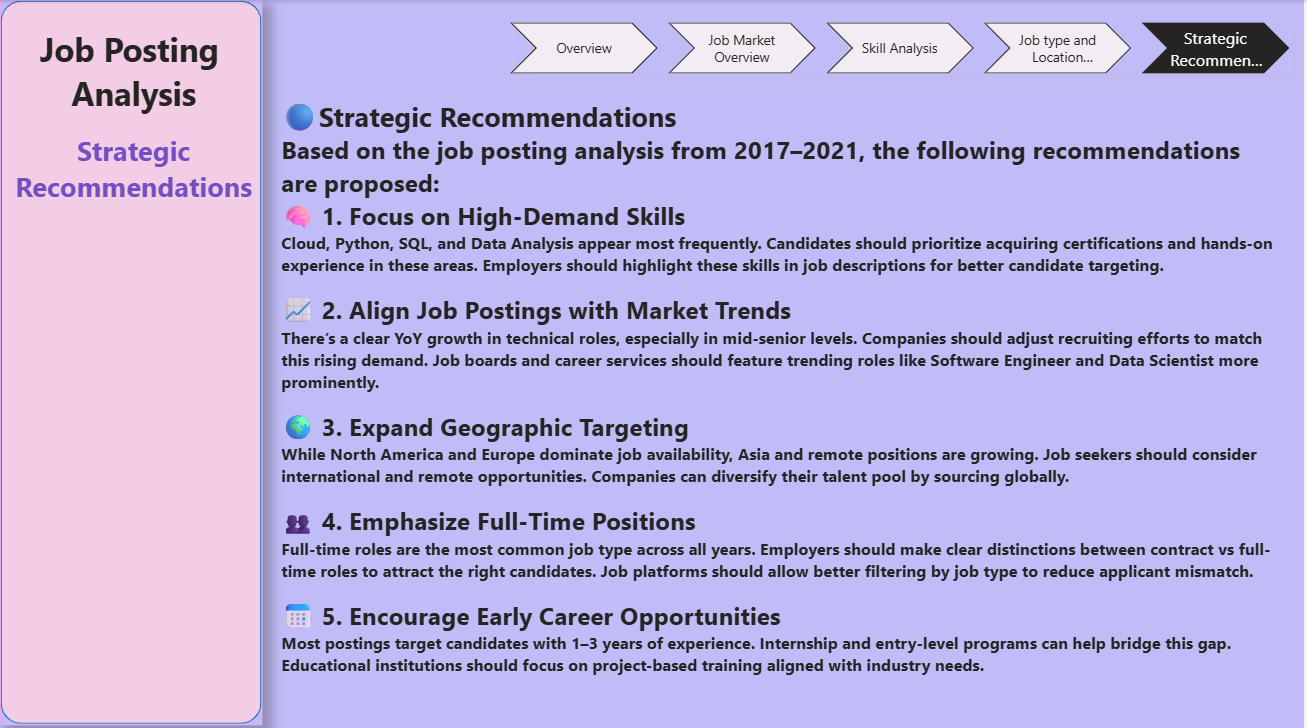 Job Posting
Analysis
Strategic
Recommendations
Overview
Job Market
Overview
Skill Analysis
Job type and
Location...
Strategic
Recommen...
Strategic Recommendations
Based on the job posting analysis from 2017–2021, the following recommendations
are proposed:
1. Focus on High-Demand Skills
Cloud, Python, SQL, and Data Analysis appear most frequently. Candidates should prioritize acquiring certifications and hands-on
experience in these areas. Employers should highlight these skills in job descriptions for better candidate targeting.
2. Align Job Postings with Market Trends
There's a clear YoY growth in technical roles, especially in mid-senior levels. Companies should adjust recruiting efforts to match
this rising demand. Job boards and career services should feature trending roles like Software Engineer and Data Scientist more
prominently.
3. Expand Geographic Targeting
While North America and Europe dominate job availability, Asia and remote positions are growing. Job seekers should consider
international and remote opportunities. Companies can diversify their talent pool by sourcing globally.
4. Emphasize Full-Time Positions
Full-time roles are the most common job type across all years. Employers should make clear distinctions between contract vs full-
time roles to attract the right candidates. Job platforms should allow better filtering by job type to reduce applicant mismatch.
5. Encourage Early Career Opportunities
Most postings target candidates with 1–3 years of experience. Internship and entry-level programs can help bridge this gap.
Educational institutions should focus on project-based training aligned with industry needs.